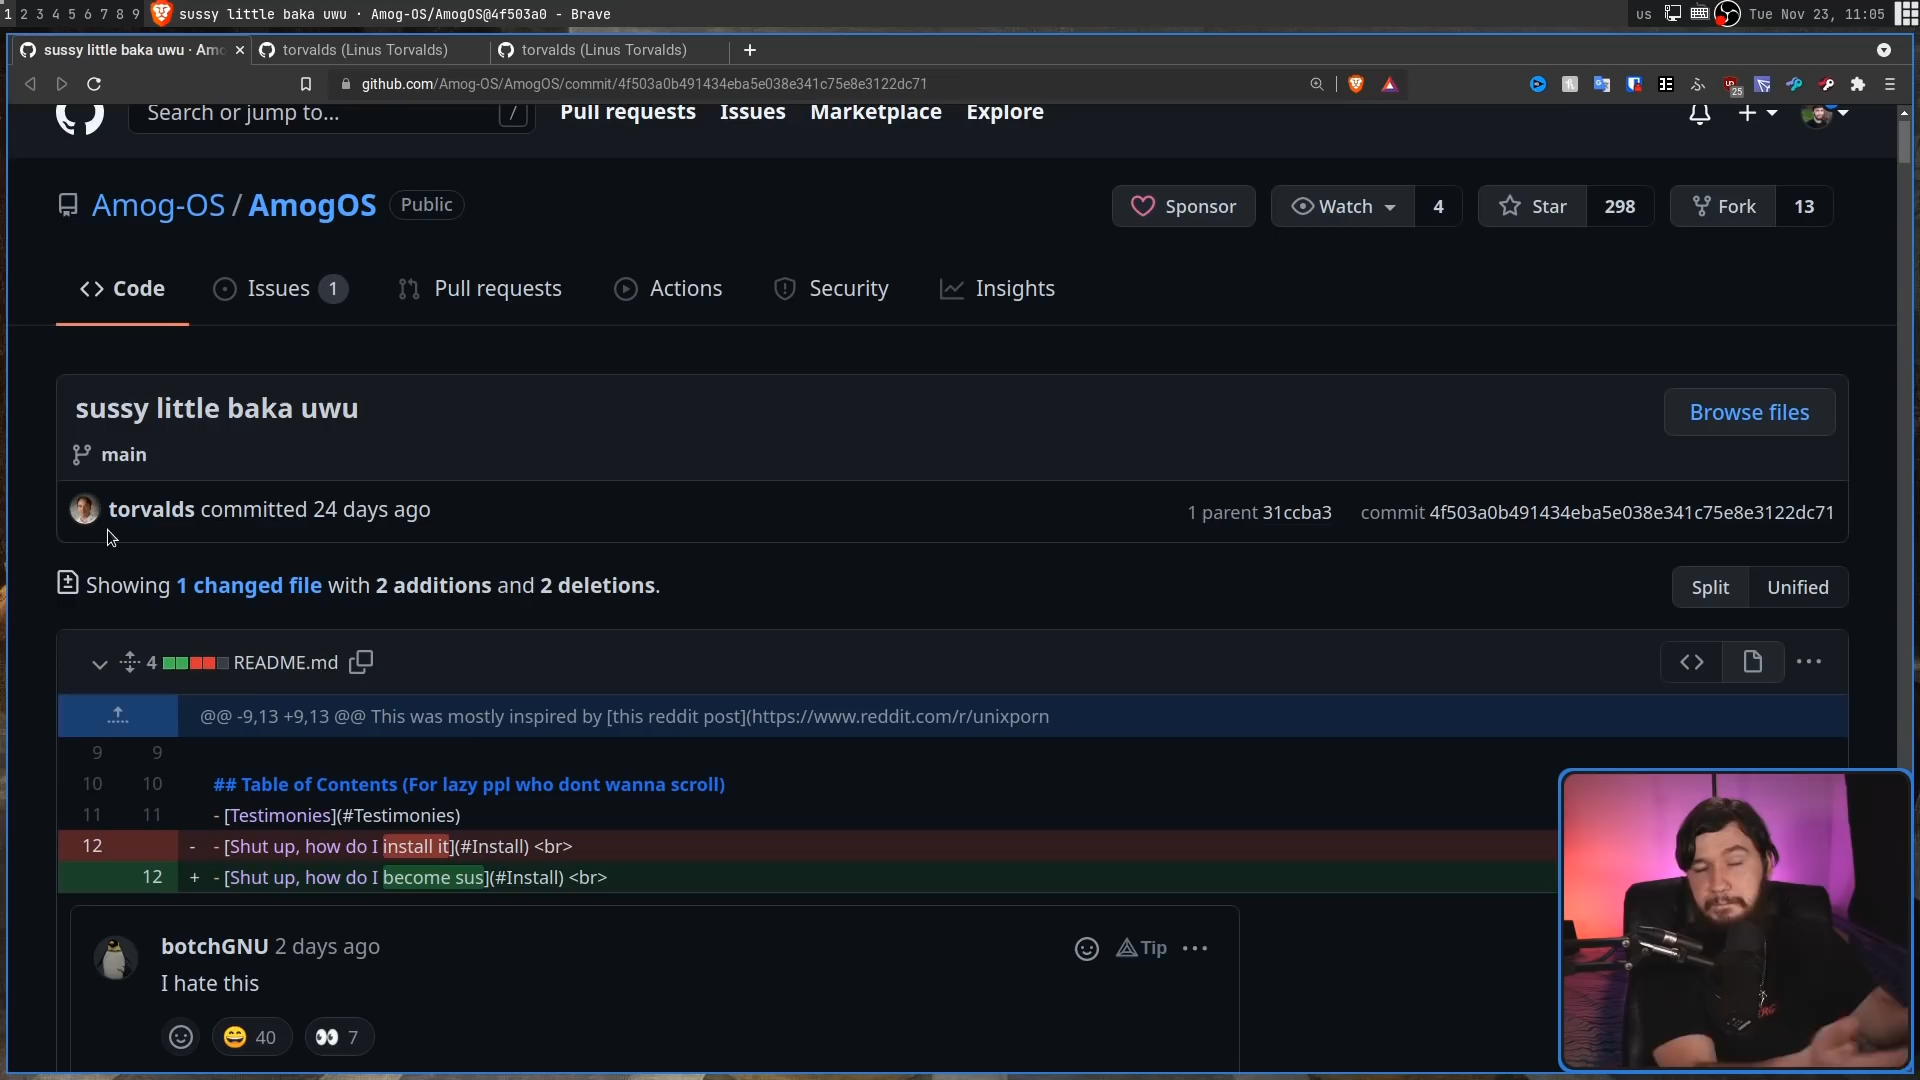 1 2 3 4 5 6 7 8 9 sussy little baka uwu · Amog-OS/AmogOS@4f503a0 - Brave
us Tue Nov 23, 11:05
sussy little baka uwu · Amo
torvalds (Linus Torvalds)
torvalds (Linus Torvalds)
github.com/Amog-OS/AmogOS/commit/4f503a0b491434eba5e038e341c75e8e3122dc71
25
Search or jump to... /
Pull requests Issues Marketplace Explore
Amog-OS / AmogOS Public
Sponsor Watch 4 Star 298 Fork 13
Code Issues 1 Pull requests Actions Security Insights
sussy little baka uwu
Browse files
main
torvalds committed 24 days ago
1 parent 31ccba3 commit 4f503a0b491434eba5e038e341c75e8e3122dc71
Showing 1 changed file with 2 additions and 2 deletions.
Split Unified
4 README.md
@@ -9,13 +9,13 @@ This was mostly inspired by [this reddit post](https://www.reddit.com/r/unixporn
9 9
10 10 ## Table of Contents (For lazy ppl who dont wanna scroll)
11 11 - [Testimonies](#Testimonies)
12 - - [Shut up, how do I install it](#Install) <br>
12 + - [Shut up, how do I become sus](#Install) <br>
botchGNU 2 days ago
Tip
I hate this
😄 40 👀 7